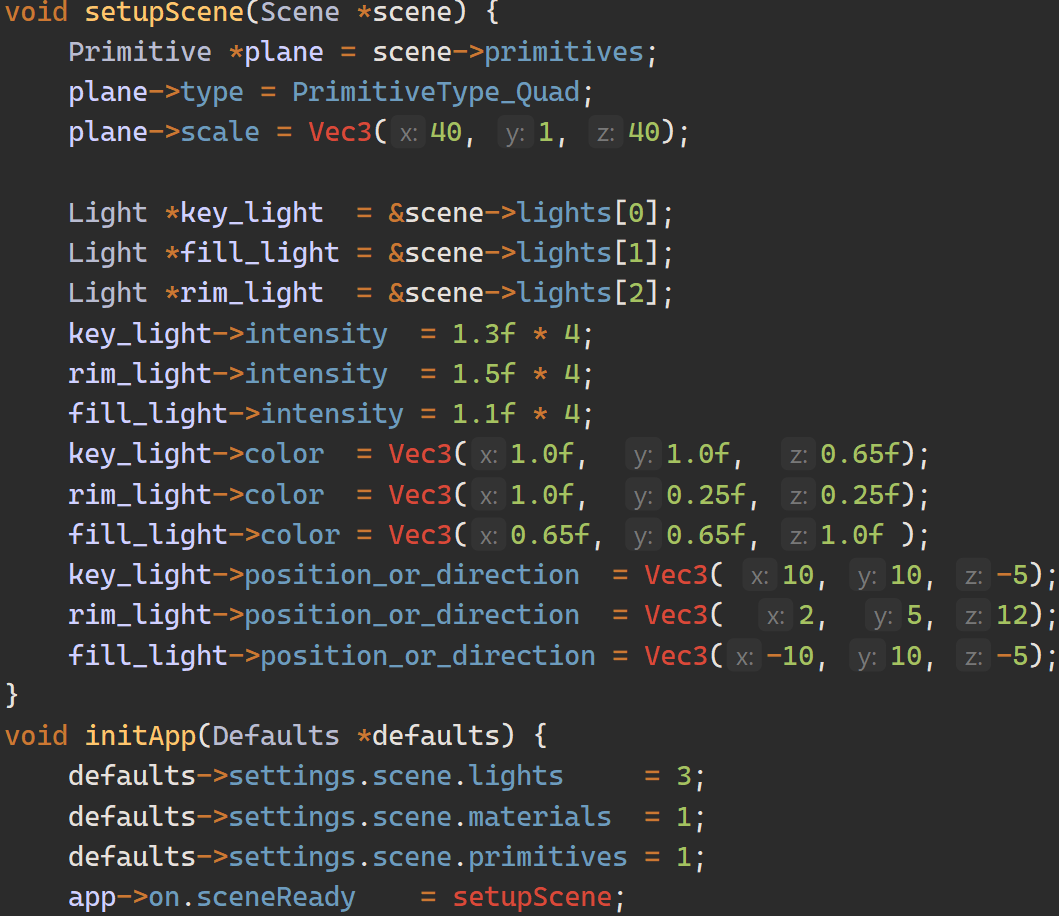 void setupScene(Scene *scene) {
    Primitive *plane = scene->primitives;
    plane->type = PrimitiveType_Quad;
    plane->scale = Vec3( x: 40,  y: 1,  z: 40);

    Light *key_light  = &scene->lights[0];
    Light *fill_light = &scene->lights[1];
    Light *rim_light  = &scene->lights[2];
    key_light->intensity  = 1.3f * 4;
    rim_light->intensity  = 1.5f * 4;
    fill_light->intensity = 1.1f * 4;
    key_light->color  = Vec3( x: 1.0f,   y: 1.0f,   z: 0.65f);
    rim_light->color  = Vec3( x: 1.0f,   y: 0.25f,  z: 0.25f);
    fill_light->color = Vec3( x: 0.65f,  y: 0.65f,  z: 1.0f );
    key_light->position_or_direction  = Vec3(  x: 10,  y: 10,  z: -5);
    rim_light->position_or_direction  = Vec3(   x: 2,   y: 5,  z: 12);
    fill_light->position_or_direction = Vec3( x: -10,  y: 10,  z: -5);
}
void initApp(Defaults *defaults) {
    defaults->settings.scene.lights     = 3;
    defaults->settings.scene.materials  = 1;
    defaults->settings.scene.primitives = 1;
    app->on.sceneReady    = setupScene;